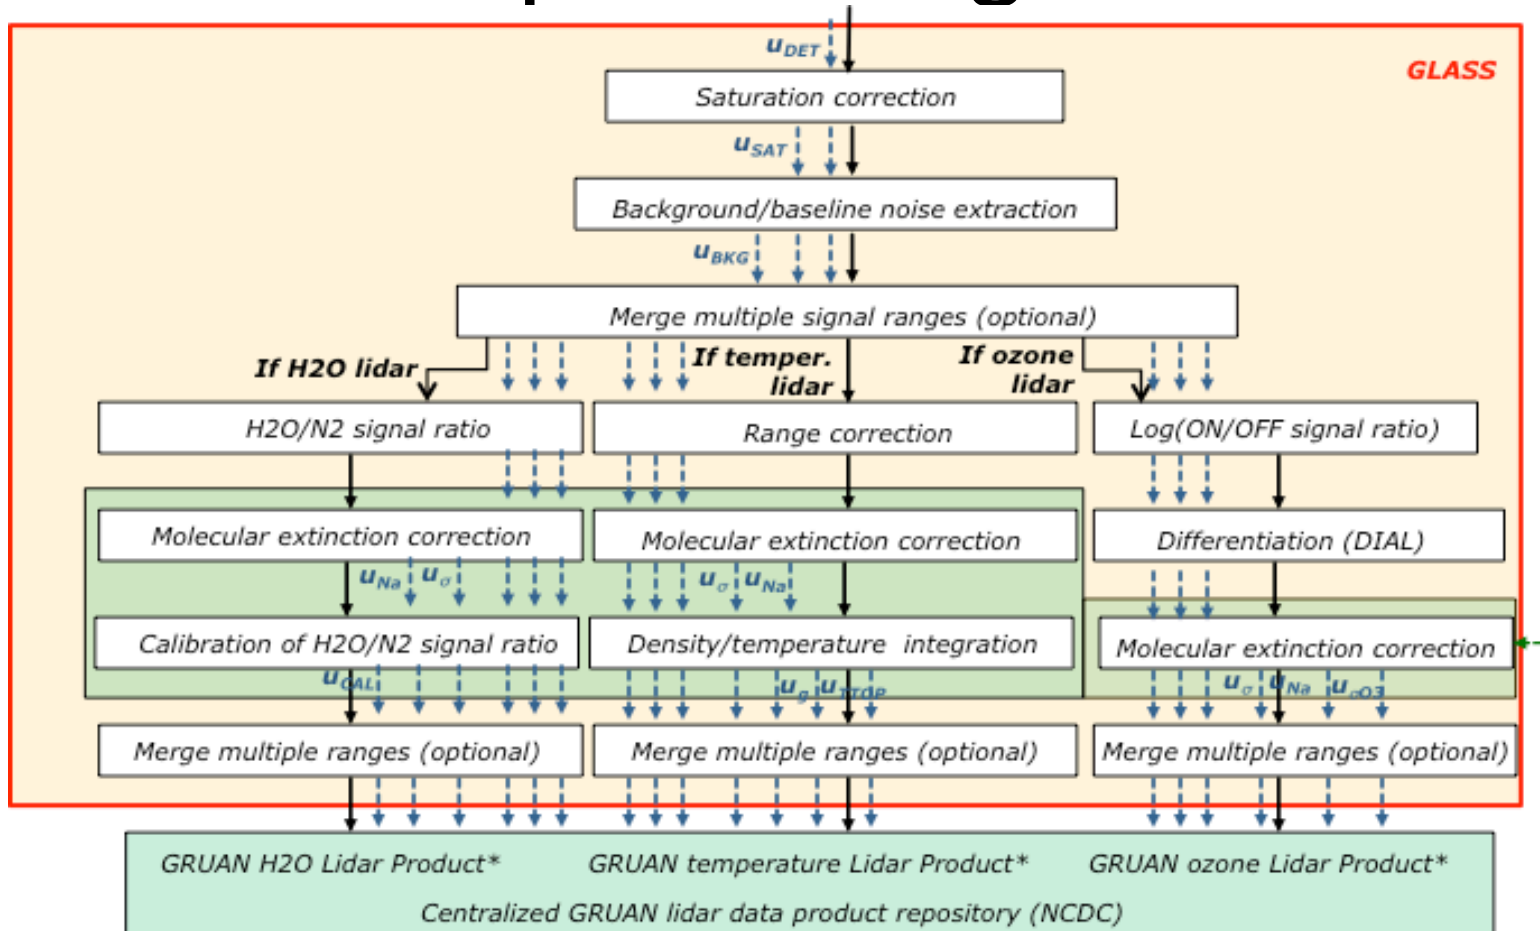 u_DET
GLASS
Saturation correction
u_SAT
Background/baseline noise extraction
u_BKG
Merge multiple signal ranges (optional)
If H2O lidar
If temper.
lidar
If ozone
lidar
H2O/N2 signal ratio
Range correction
Log(ON/OFF signal ratio)
Molecular extinction correction
Molecular extinction correction
Differentiation (DIAL)
u_Na u_σ
u_σ u_Na
Calibration of H2O/N2 signal ratio
Density/temperature integration
Molecular extinction correction
u_CAL
u_g u_TTOP
u_σ u_Na u_σO3
Merge multiple ranges (optional)
Merge multiple ranges (optional)
Merge multiple ranges (optional)
GRUAN H2O Lidar Product*
GRUAN temperature Lidar Product*
GRUAN ozone Lidar Product*
Centralized GRUAN lidar data product repository (NCDC)